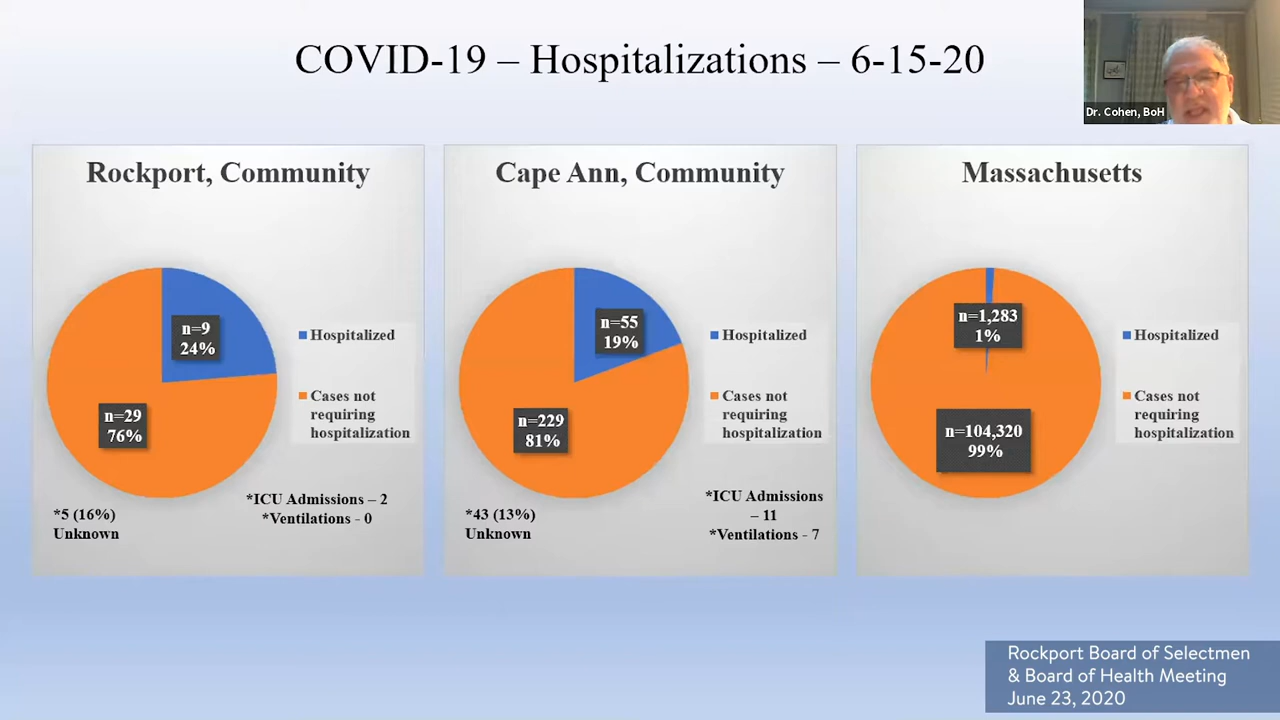 COVID-19 – Hospitalizations – 6-15-20
Dr. Cohen, BoH
Rockport, Community
n=9
24%
n=29
76%
Hospitalized
Cases not
requiring
hospitalization
*5 (16%)
Unknown
*ICU Admissions – 2
*Ventilations - 0
Cape Ann, Community
n=55
19%
n=229
81%
Hospitalized
Cases not
requiring
hospitalization
*43 (13%)
Unknown
*ICU Admissions
– 11
*Ventilations - 7
Massachusetts
n=1,283
1%
n=104,320
99%
Hospitalized
Cases not
requiring
hospitalization
Rockport Board of Selectmen
& Board of Health Meeting
June 23, 2020